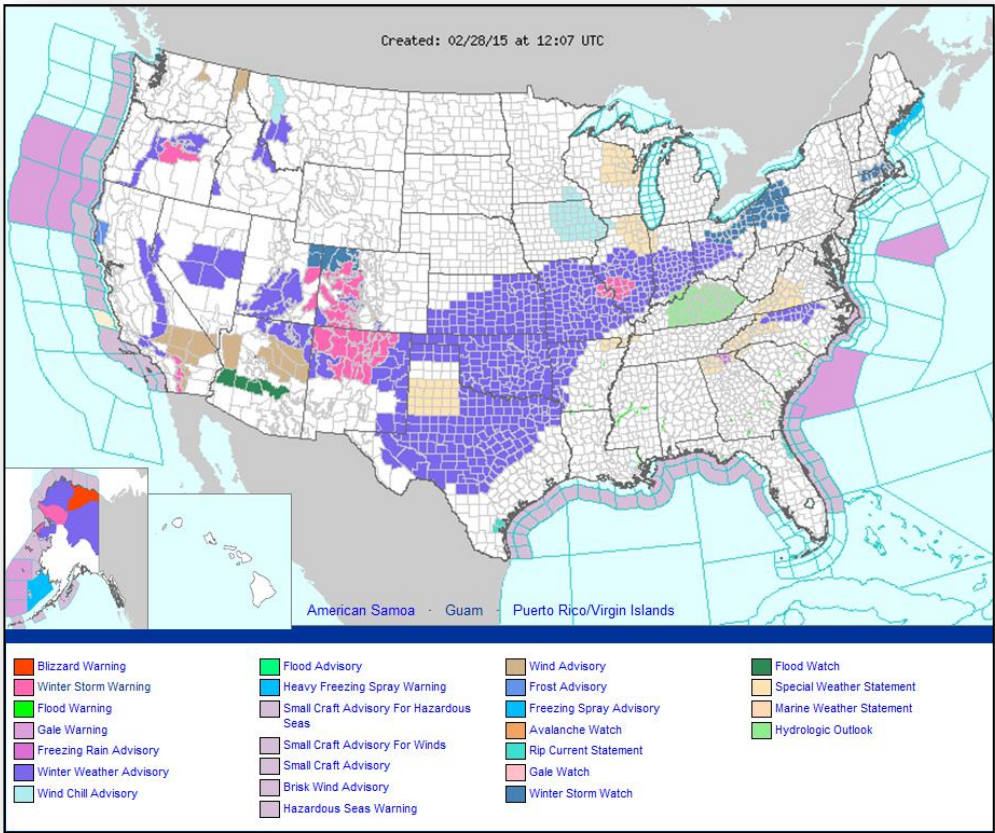 Created: 02/28/15 at 12:07 UTC
American Samoa · Guam · Puerto Rico/Virgin Islands
Blizzard Warning
Winter Storm Warning
Flood Warning
Gale Warning
Freezing Rain Advisory
Winter Weather Advisory
Wind Chill Advisory
Flood Advisory
Heavy Freezing Spray Warning
Small Craft Advisory For Hazardous
Seas
Small Craft Advisory For Winds
Small Craft Advisory
Brisk Wind Advisory
Hazardous Seas Warning
Wind Advisory
Frost Advisory
Freezing Spray Advisory
Avalanche Watch
Rip Current Statement
Gale Watch
Winter Storm Watch
Flood Watch
Special Weather Statement
Marine Weather Statement
Hydrologic Outlook